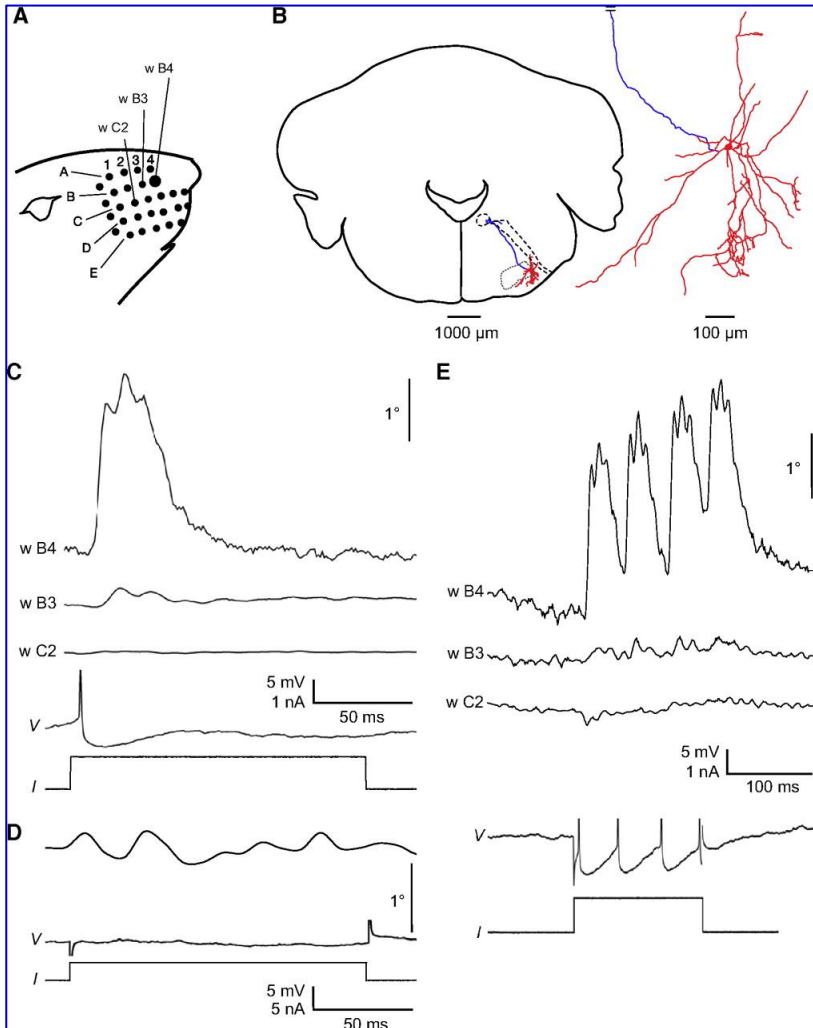 A
w B4
w B3
w C2
1 2 3 4
A
B
C
D
E
B
1000 µm
100 µm
C
1°
w B4
w B3
w C2
5 mV
1 nA
50 ms
V
I
D
1°
V
I
5 mV
5 nA
50 ms
E
1°
w B4
w B3
w C2
5 mV
1 nA
100 ms
V
I